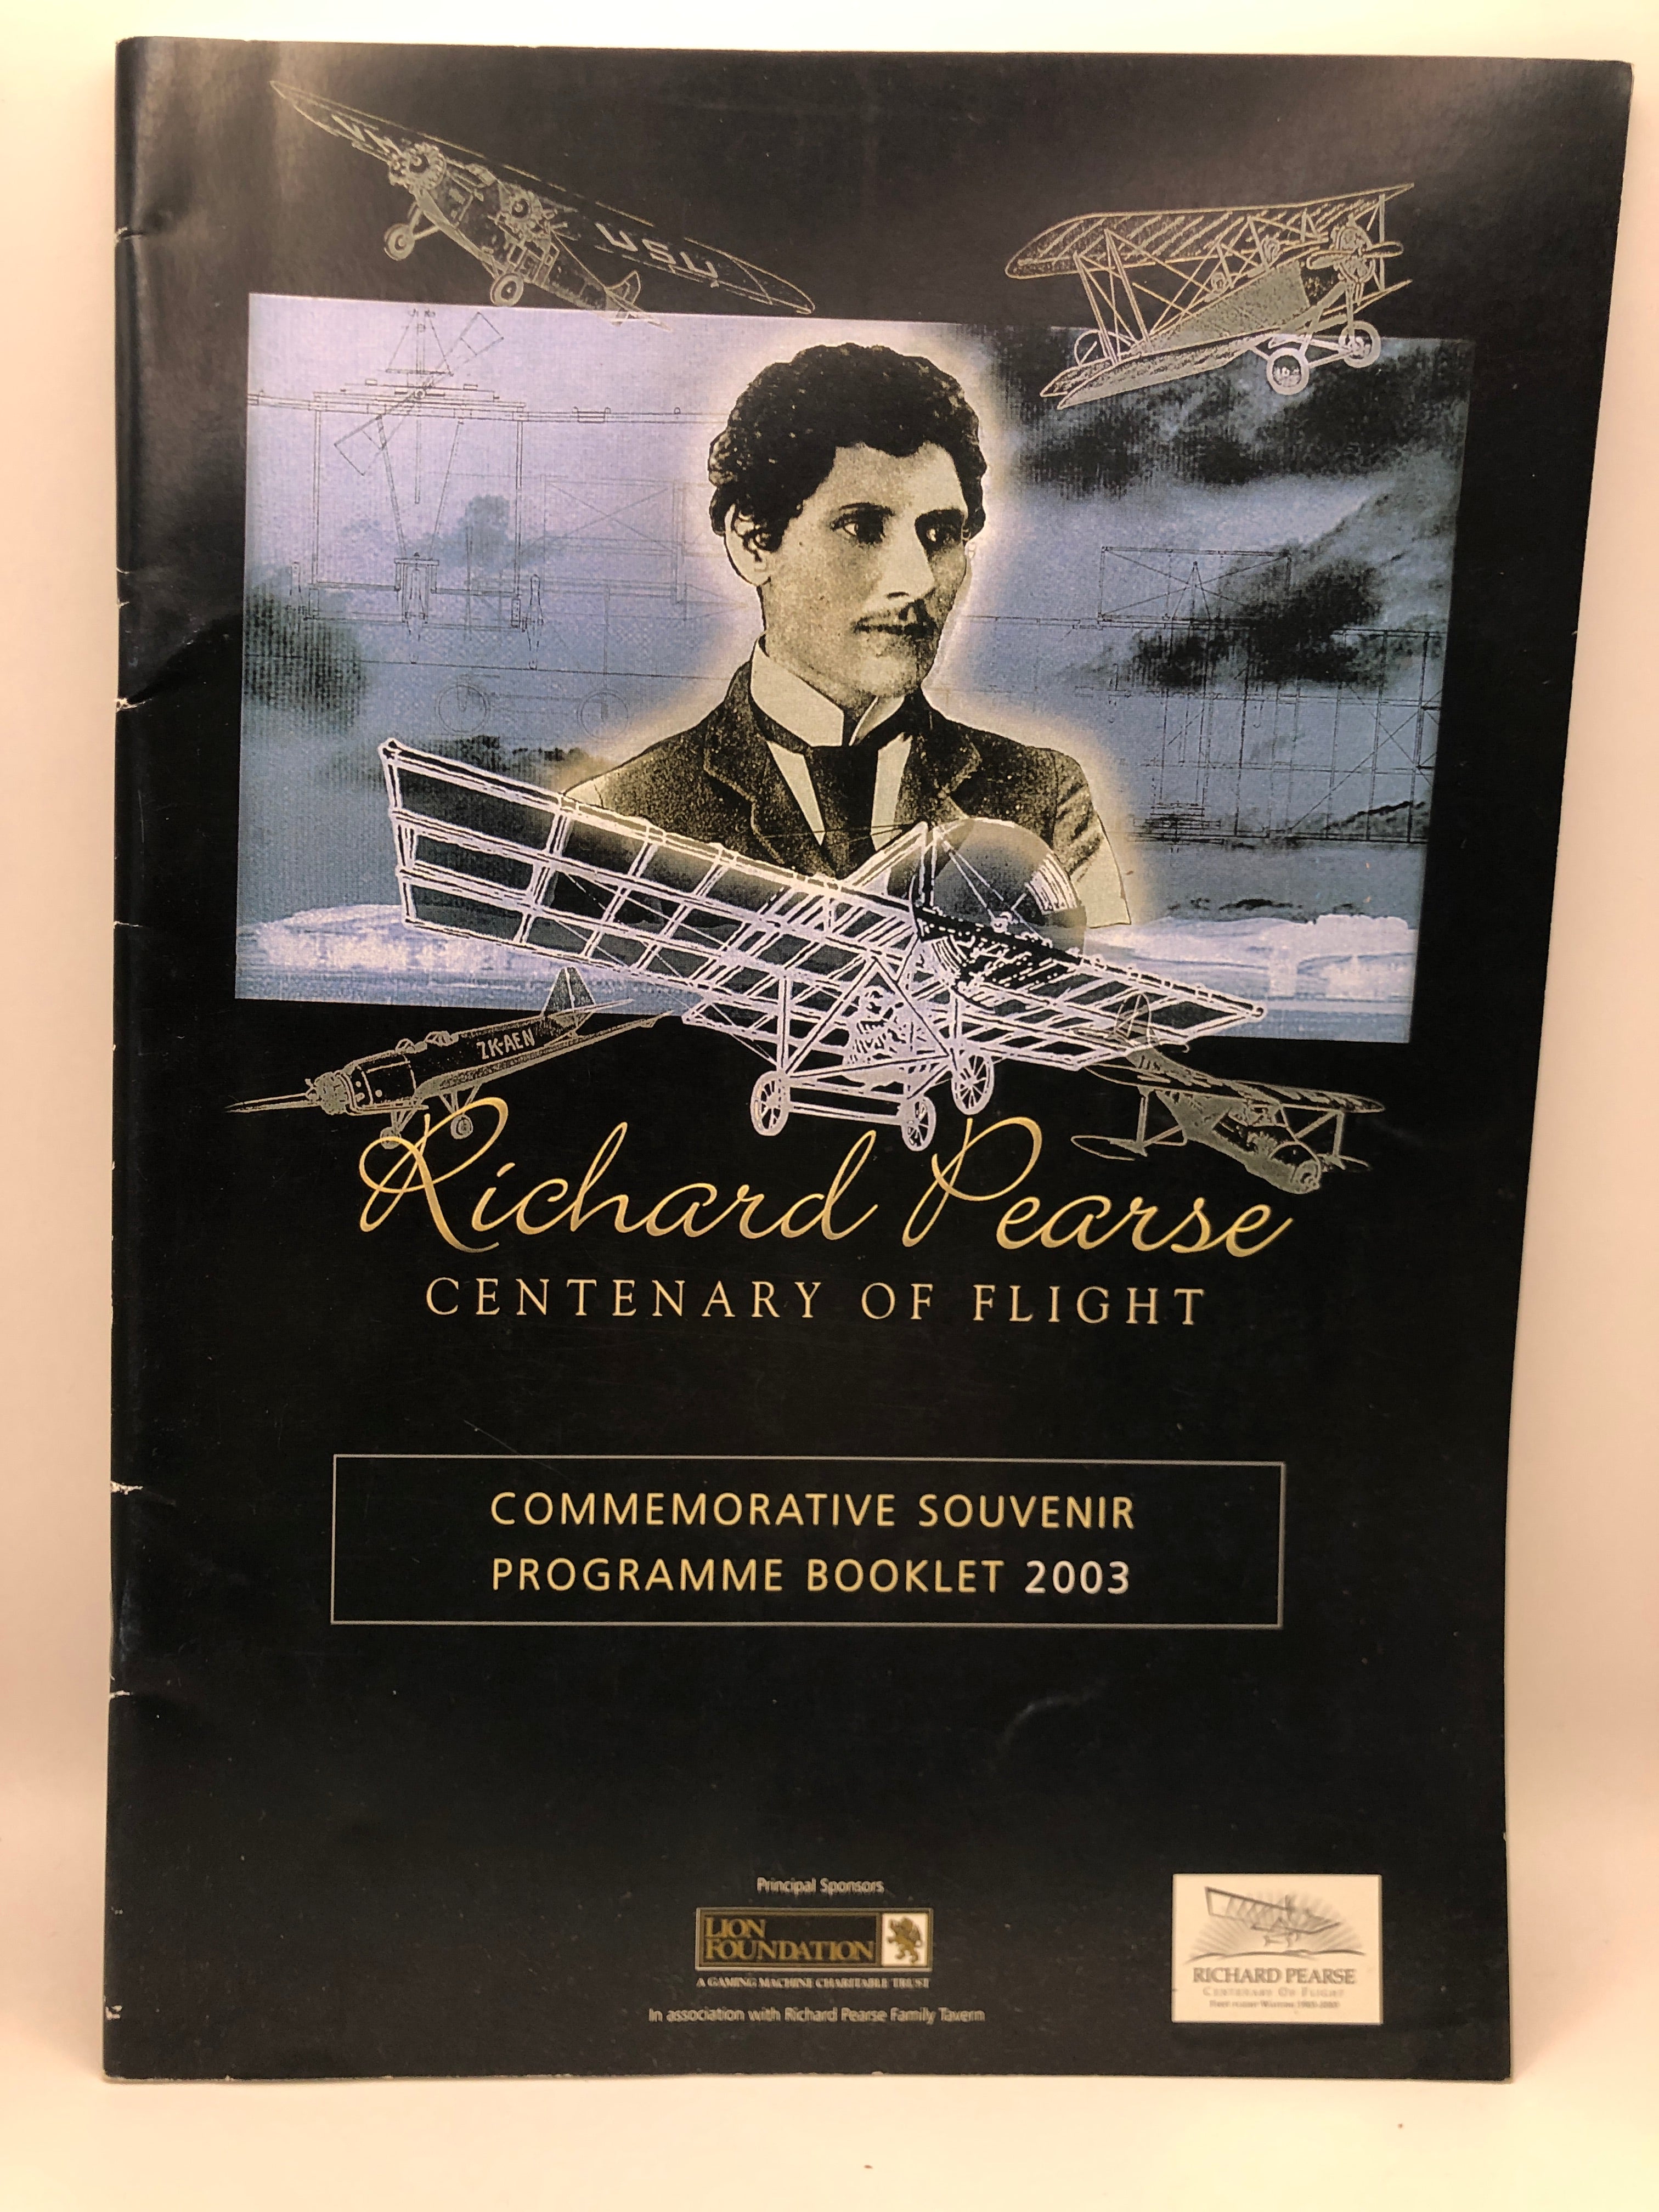 USU
ZK-AEN
Richard Pearse
CENTENARY OF FLIGHT
COMMEMORATIVE SOUVENIR
PROGRAMME BOOKLET 2003
Principal Sponsors
LION
FOUNDATION
A GAMING MACHINE CHARITABLE TRUST
In association with Richard Pearse Family Tavern
RICHARD PEARSE
CENTENARY OF FLIGHT